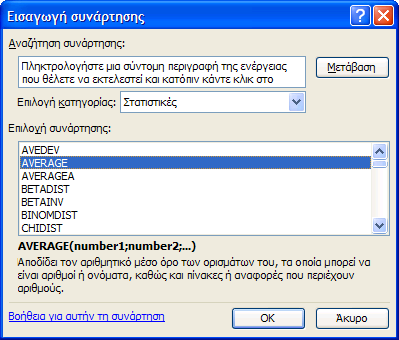 Εισαγωγή συνάρτησης
Αναζήτηση συνάρτησης:
Πληκτρολογήστε μια σύντομη περιγραφή της ενέργειας
που θέλετε να εκτελεστεί και κατόπιν κάντε κλικ στο
Μετάβαση
Επιλογή κατηγορίας: Στατιστικές
Επιλοχή συνάρτησης:
AVEDEV
AVERAGE
AVERAGEA
BETADIST
BETAINV
BINOMDIST
CHIDIST
AVERAGE(number1;number2;...)
Αποδίδει τον αριθμητικό μέσο όρο των ορισμάτων του, τα οποία μπορεί να
είναι αριθμοί ή ονόματα, καθώς και πίνακες ή αναφορές που περιέχουν
αριθμούς.
Βοήθεια για αυτήν τη συνάρτηση
OK
Άκυρο